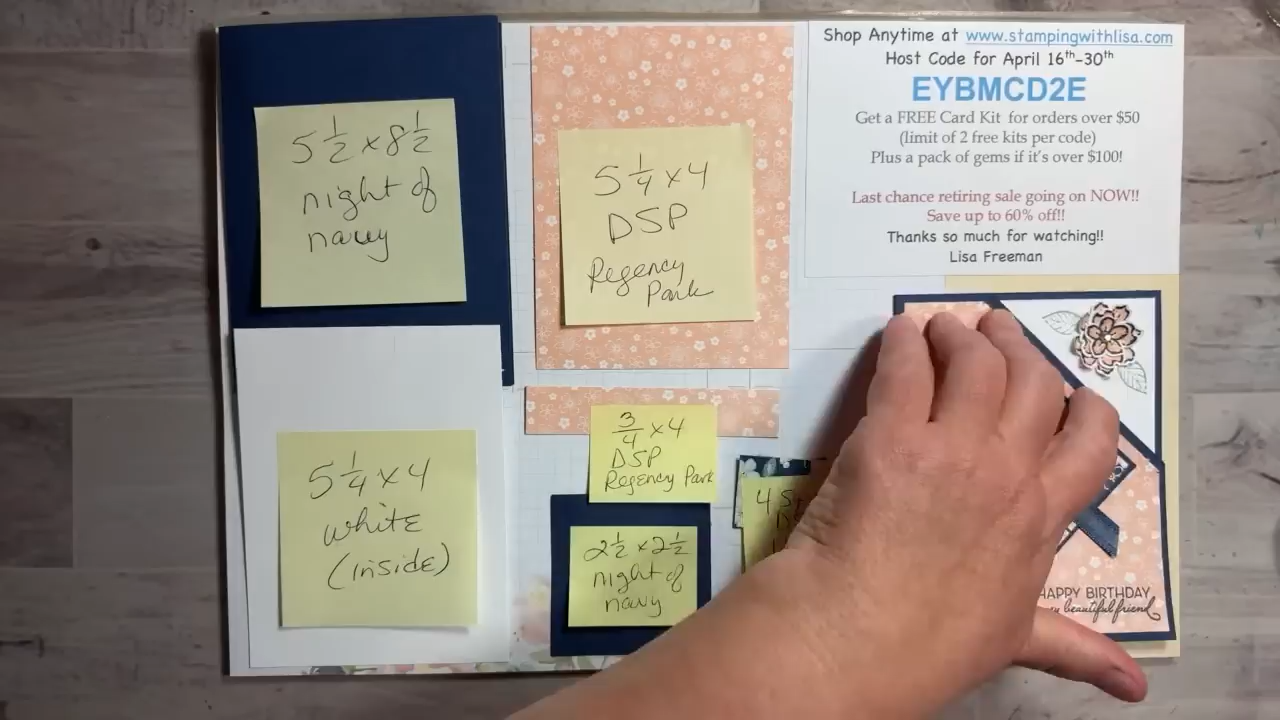 5 1/2 x 8 1/2
night of
navy
5 1/4 x 4
DSP
Regency
Park
Shop Anytime at www.stampingwithlisa.com
Host Code for April 16th-30th
EYBMCD2E
Get a FREE Card Kit for orders over $50
(limit of 2 free kits per code)
Plus a pack of gems if it's over $100!
Last chance retiring sale going on NOW!!
Save up to 60% off!!
Thanks so much for watching!!
Lisa Freeman
5 1/4 x 4
white
(inside)
3/4 x 4
DSP
Regency Park
2 1/2 x 2 1/2
night of
navy
4
HAPPY BIRTHDAY
beautiful friend